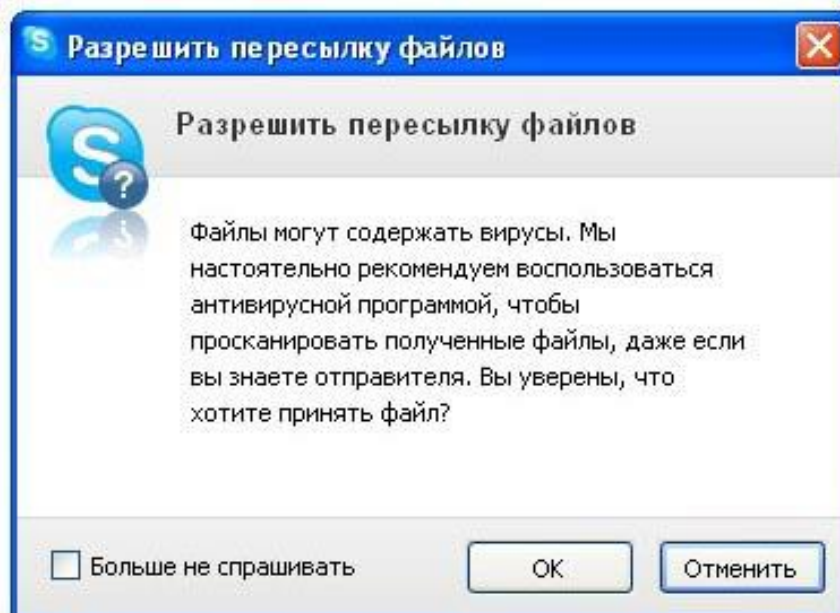 Разрешить пересылку файлов
Разрешить пересылку файлов
Файлы могут содержать вирусы. Мы
настоятельно рекомендуем воспользоваться
антивирусной программой, чтобы
просканировать полученные файлы, даже если
вы знаете отправителя. Вы уверены, что
хотите принять файл?
Больше не спрашивать
ОК
Отменить